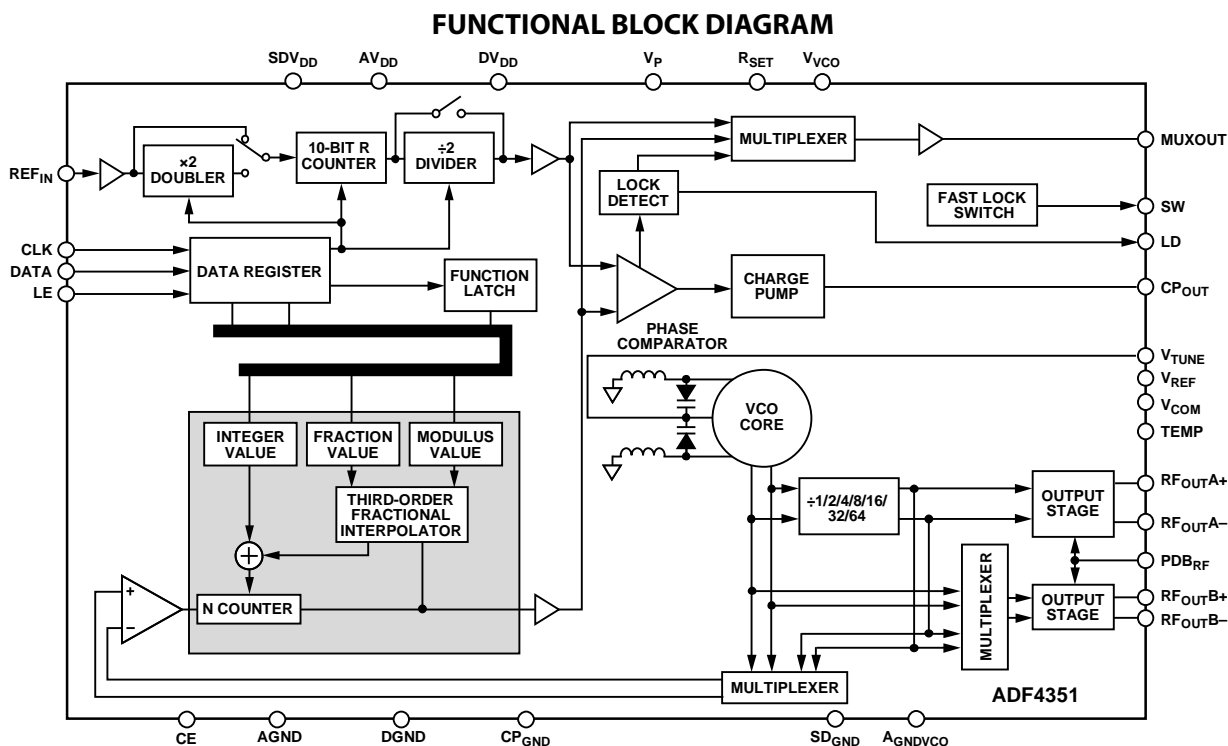 FUNCTIONAL BLOCK DIAGRAM
SDVDD
AVDD
DVDD
VP
RSET
VVCO
REFIN
×2
DOUBLER
10-BIT R
COUNTER
÷2
DIVIDER
MULTIPLEXER
MUXOUT
LOCK
DETECT
FAST LOCK
SWITCH
SW
LD
CLK
DATA
LE
DATA REGISTER
FUNCTION
LATCH
CHARGE
PUMP
CPOUT
PHASE
COMPARATOR
VTUNE
VREF
VCOM
TEMP
VCO
CORE
INTEGER
VALUE
FRACTION
VALUE
MODULUS
VALUE
THIRD-ORDER
FRACTIONAL
INTERPOLATOR
÷1/2/4/8/16/
32/64
OUTPUT
STAGE
RFOUTA+
RFOUTA–
PDBRF
+
–
N COUNTER
MULTIPLEXER
OUTPUT
STAGE
RFOUTB+
RFOUTB–
MULTIPLEXER
ADF4351
CE
AGND
DGND
CPGND
SDGND
AGNDVCO